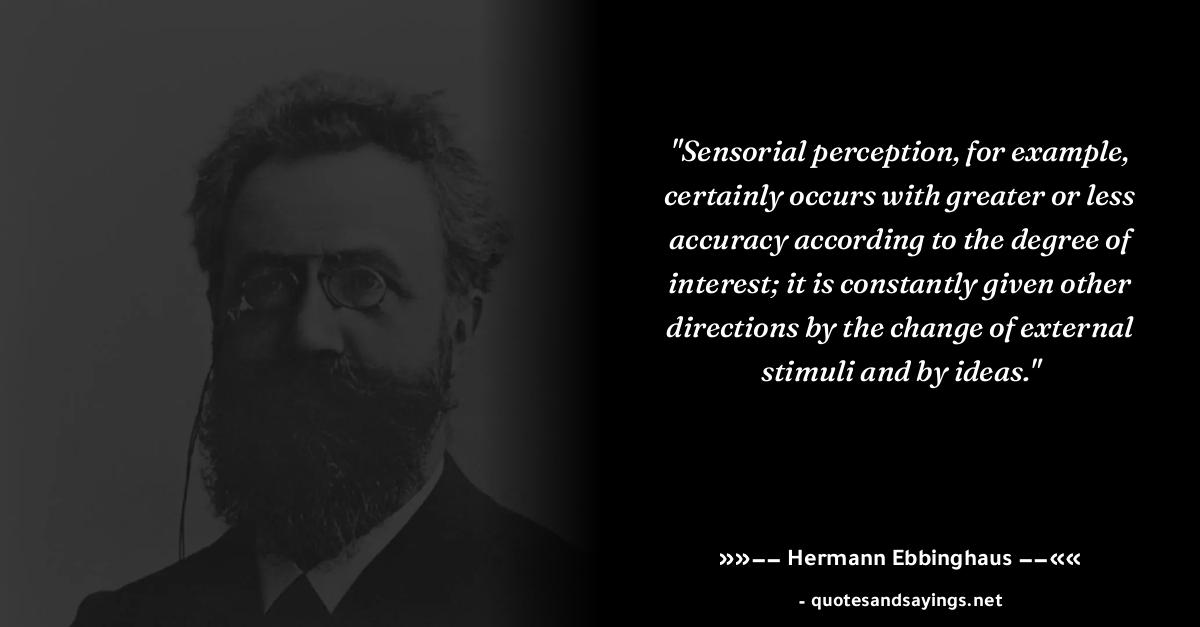 "Sensorial perception, for example,
certainly occurs with greater or less
accuracy according to the degree of
interest; it is constantly given other
directions by the change of external
stimuli and by ideas."
»»–– Hermann Ebbinghaus ––««
- quotesandsayings.net